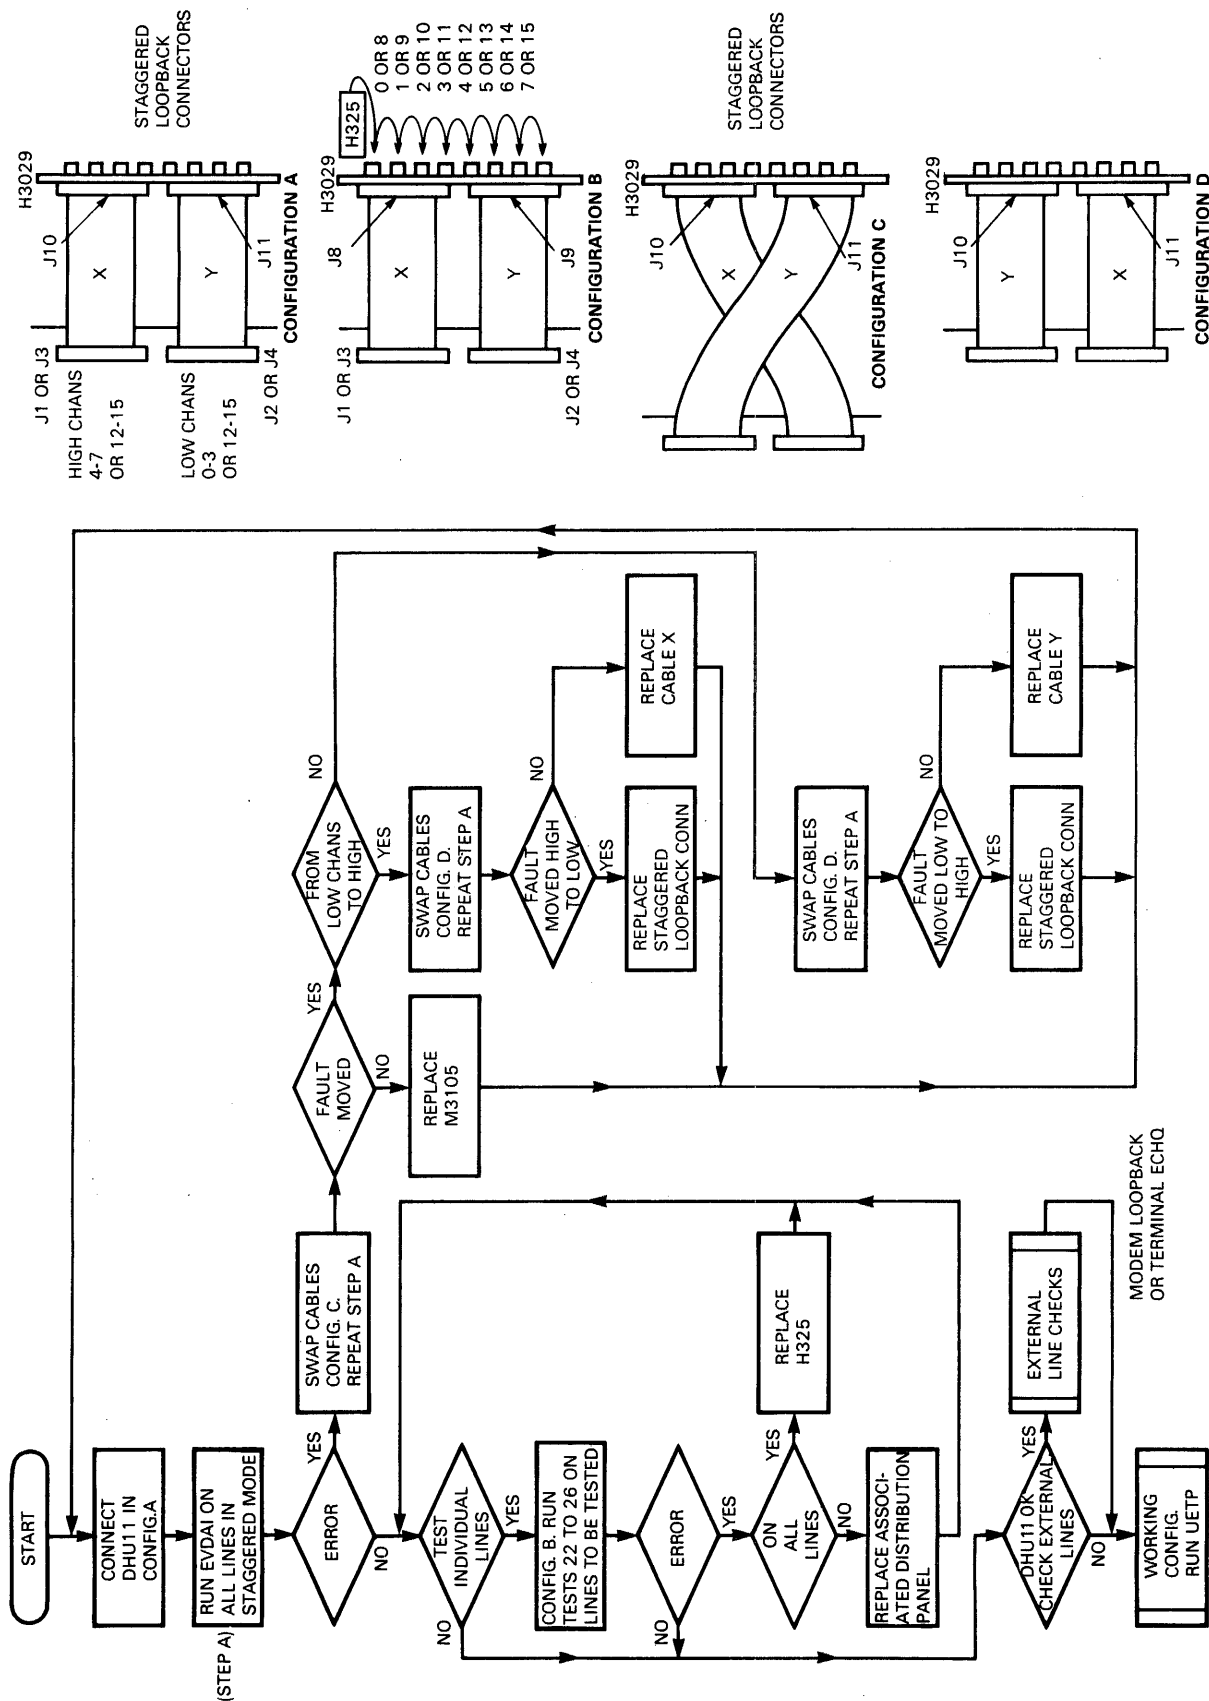 START
CONNECT
DHU11 IN
CONFIG.A
RUN EVDAI ON
ALL LINES IN
STAGGERED MODE
(STEP A)
ERROR
YES
NO
SWAP CABLES
CONFIG. C.
REPEAT STEP A
FAULT
MOVED
YES
NO
REPLACE
M3105
FROM
LOW CHANS
TO HIGH
NO
YES
SWAP CABLES
CONFIG. D.
REPEAT STEP A
FAULT
MOVED HIGH
TO LOW
NO
YES
REPLACE
CABLE X
REPLACE
STAGGERED
LOOPBACK CONN
SWAP CABLES
CONFIG. D.
REPEAT STEP A
FAULT
MOVED LOW TO
HIGH
NO
YES
REPLACE
CABLE Y
REPLACE
STAGGERED
LOOPBACK CONN
TEST
INDIVIDUAL
LINES
NO
YES
CONFIG. B. RUN
TESTS 22 TO 26 ON
LINES TO BE TESTED
ERROR
NO
YES
ON
ALL
LINES
YES
NO
REPLACE
H325
REPLACE ASSOCI-
ATED DISTRIBUTION
PANEL
DHU11 OK
CHECK EXTERNAL
LINES
YES
NO
EXTERNAL
LINE CHECKS
MODEM LOOPBACK
OR TERMINAL ECHO
WORKING
CONFIG.
RUN UETP
J1 OR J3
HIGH CHANS
4-7
OR 12-15
LOW CHANS
0-3
OR 12-15
J2 OR J4
J10
X
Y
J11
H3029
STAGGERED
LOOPBACK
CONNECTORS
CONFIGURATION A
J1 OR J3
J2 OR J4
J8
X
Y
J9
H3029
H325
0 OR 8
1 OR 9
2 OR 10
3 OR 11
4 OR 12
5 OR 13
6 OR 14
7 OR 15
CONFIGURATION B
H3029
J10
X
Y
J11
STAGGERED
LOOPBACK
CONNECTORS
CONFIGURATION C
H3029
J10
Y
X
J11
CONFIGURATION D